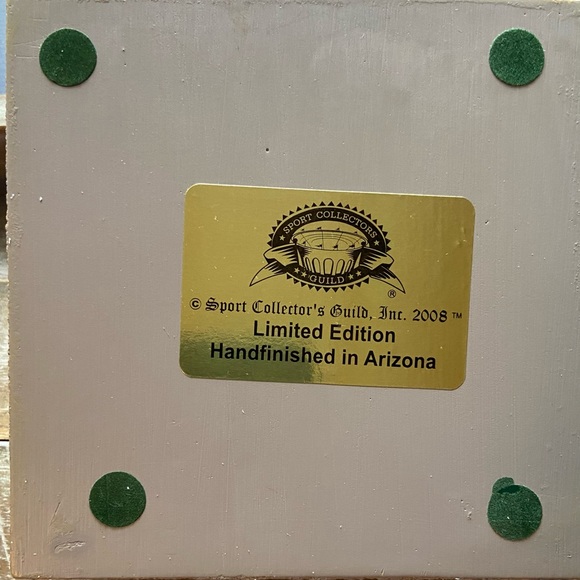 SPORT COLLECTORS
GUILD
®
© Sport Collector's Guild, Inc. 2008 ™
Limited Edition
Handfinished in Arizona